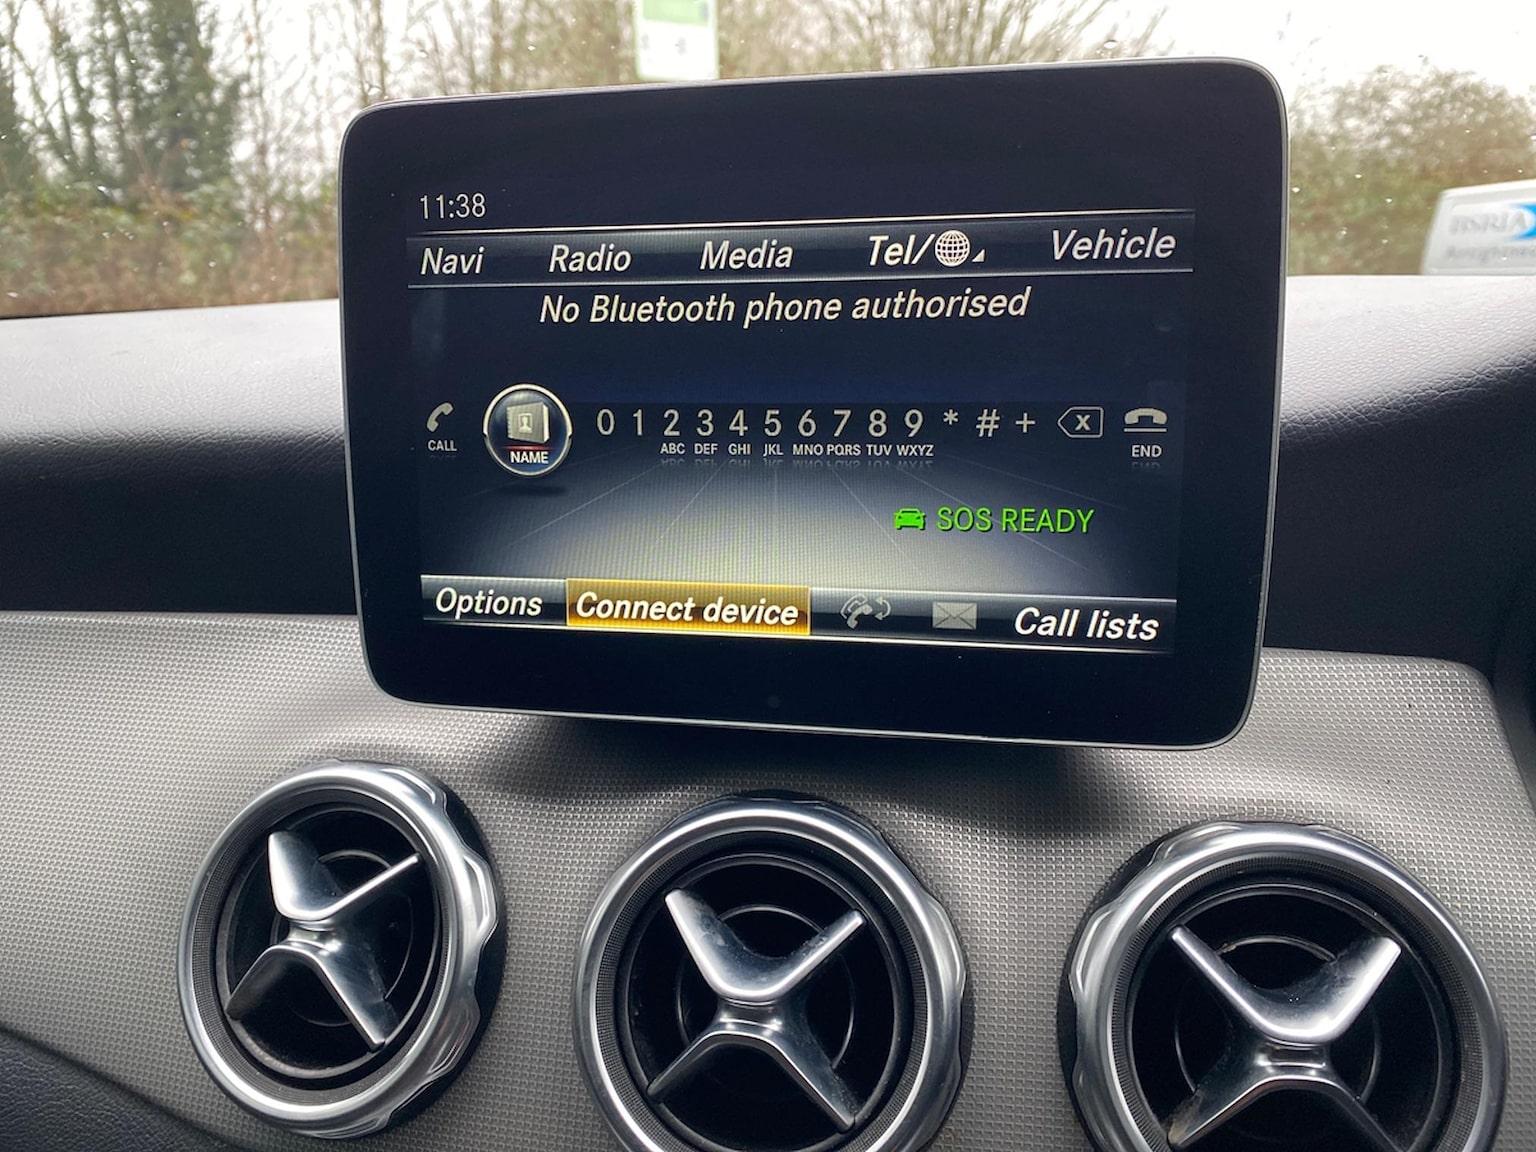 11:38
Navi Radio Media Tel/ Vehicle
No Bluetooth phone authorised
CALL NAME 0 1 2 3 4 5 6 7 8 9 * # + X END
ABC DEF GHI JKL MNO PQRS TUV WXYZ
SOS READY
Options Connect device Call lists